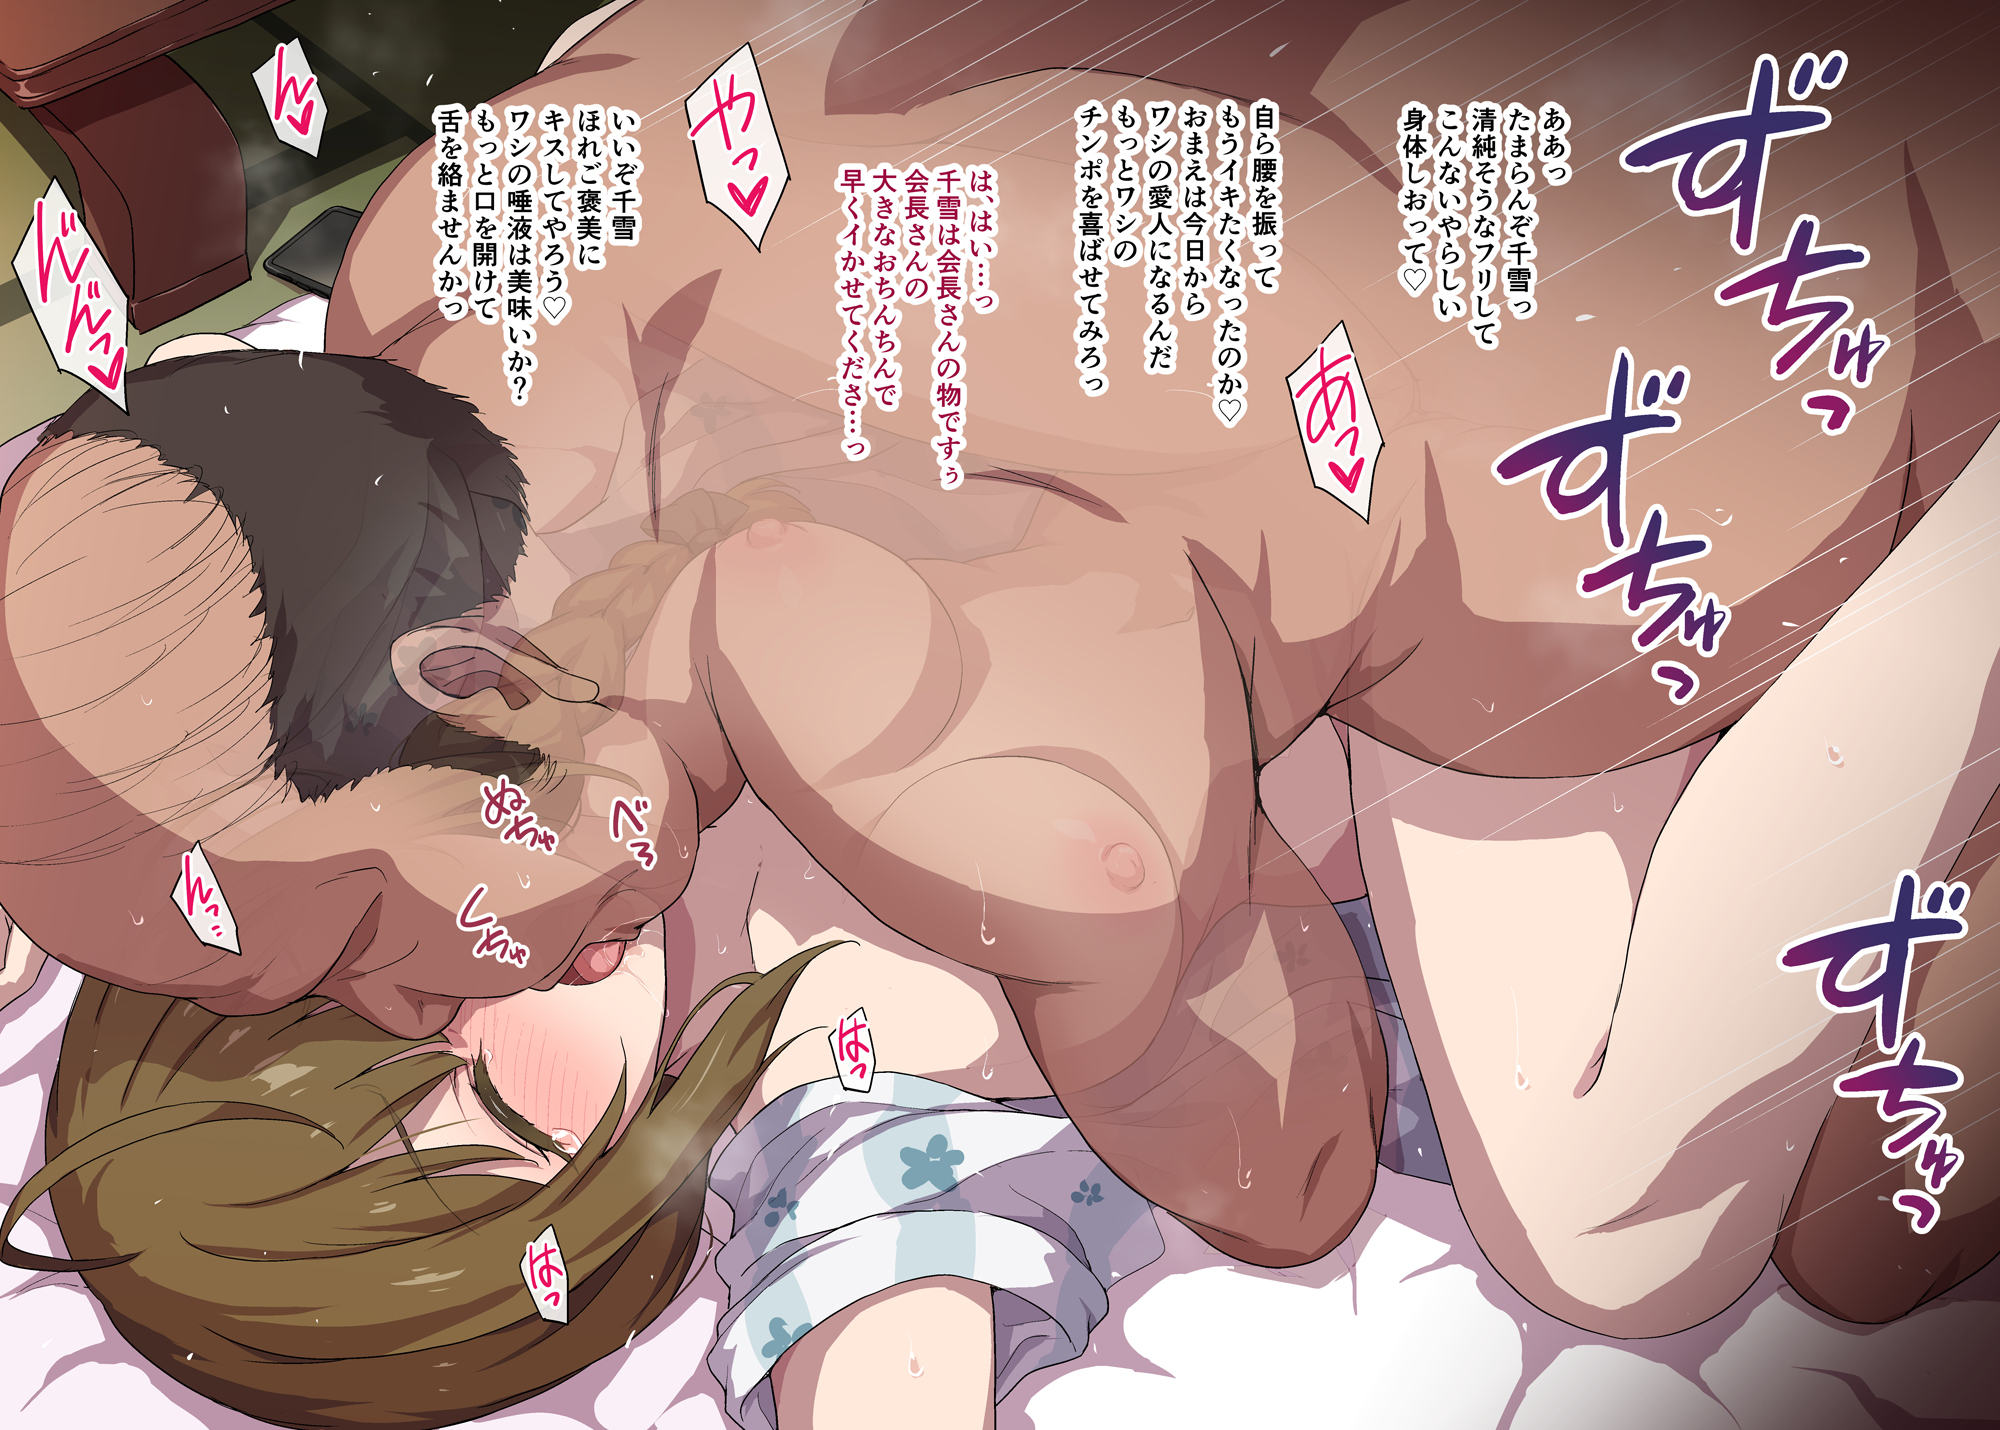 ずちゅっ
ずちゅっ
ずちゅっ
ああっ
たまらんぞ千雪っ
清純そうなフリして
こんないやらしい
身体しおって♡
あっ♥
自ら腰を振って
もうイキたくなったのか♡
おまえは今日から
ワシの愛人になるんだ
もっとワシの
チンポを喜ばせてみろっ
は、はい…っ
千雪は会長さんの物ですぅ
会長さんの
大きなおちんちんで
早くイかせてくださ…っ
やっ♥
いいぞ千雪
ほれご褒美に
キスしてやろう♡
ワシの唾液は美味いか？
もっと口を開けて
舌を絡ませんかっ
ん♥
んんっ♥
べろ
ぬちゅ
くちゅ
んっ…
はっ
はっ